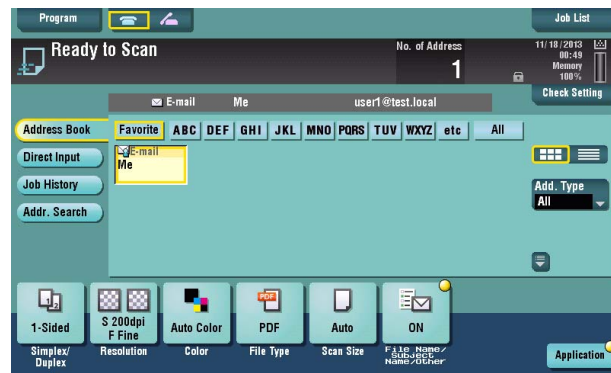 Program
Job List
Ready to Scan
No. of Address
1
11/18/2013
00:49
Memory
100%
Check Setting
E-mail Me user1@test.local
Address Book
Favorite ABC DEF GHI JKL MNO PQRS TUV WXYZ etc All
Direct Input
E-mail
Me
Job History
Add. Type
All
Addr. Search
1-Sided
S 200dpi
F Fine
Auto Color
PDF
PDF
Auto
ON
Simplex/
Duplex
Resolution
Color
File Type
Scan Size
File Name/
Subject
Name/Other
Application